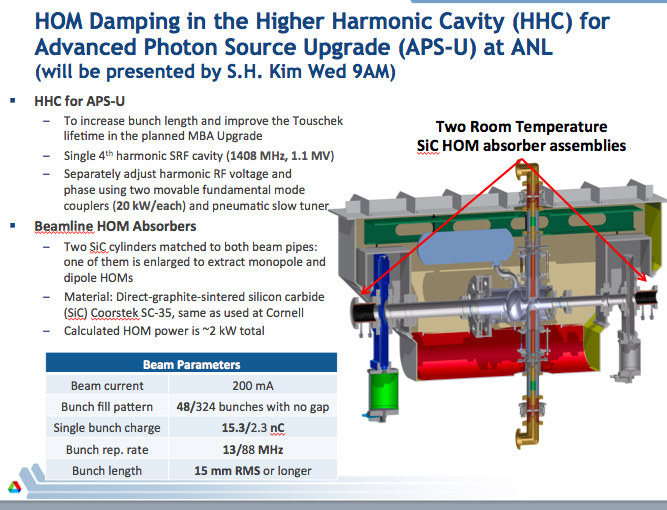 HOM Damping in the Higher Harmonic Cavity (HHC) for
Advanced Photon Source Upgrade (APS-U) at ANL
(will be presented by S.H. Kim Wed 9AM)
▪ HHC for APS-U
– To increase bunch length and improve the Touschek
lifetime in the planned MBA Upgrade
– Single 4th harmonic SRF cavity (1408 MHz, 1.1 MV)
– Separately adjust harmonic RF voltage and
phase using two movable fundamental mode
couplers (20 kW/each) and pneumatic slow tuner
▪ Beamline HOM Absorbers
– Two SiC cylinders matched to both beam pipes:
one of them is enlarged to extract monopole and
dipole HOMs
– Material: Direct-graphite-sintered silicon carbide
(SiC) Coorstek SC-35, same as used at Cornell
– Calculated HOM power is ~2 kW total
Two Room Temperature
SiC HOM absorber assemblies
Beam Parameters
Beam current 200 mA
Bunch fill pattern 48/324 bunches with no gap
Single bunch charge 15.3/2.3 nC
Bunch rep. rate 13/88 MHz
Bunch length 15 mm RMS or longer